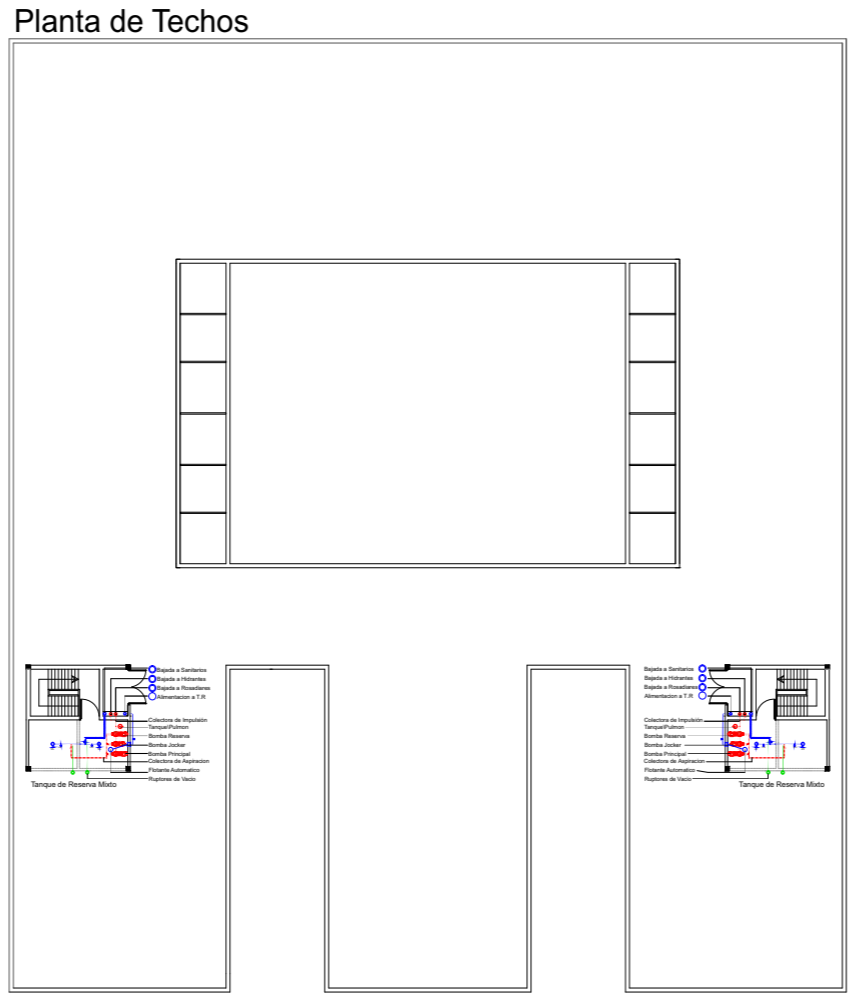 Planta de Techos
Bajada a Sanitarios
Bajada a Hidrantes
Bajada a Rosadiares
Alimentacion a T.R
Colectora de Impulsión
Tanque/Pulmon
Bomba Reserva
Bomba Jocker
Bomba Principal
Colectora de Aspiracion
Flotante Automatico
Ruptores de Vacio
Tanque de Reserva Mixto
Bajada a Sanitarios
Bajada a Hidrantes
Bajada a Rosadiares
Alimentacion a T.R
Colectora de Impulsión
Tanque/Pulmon
Bomba Reserva
Bomba Jocker
Bomba Principal
Colectora de Aspiracion
Flotante Automatico
Ruptores de Vacio
Tanque de Reserva Mixto